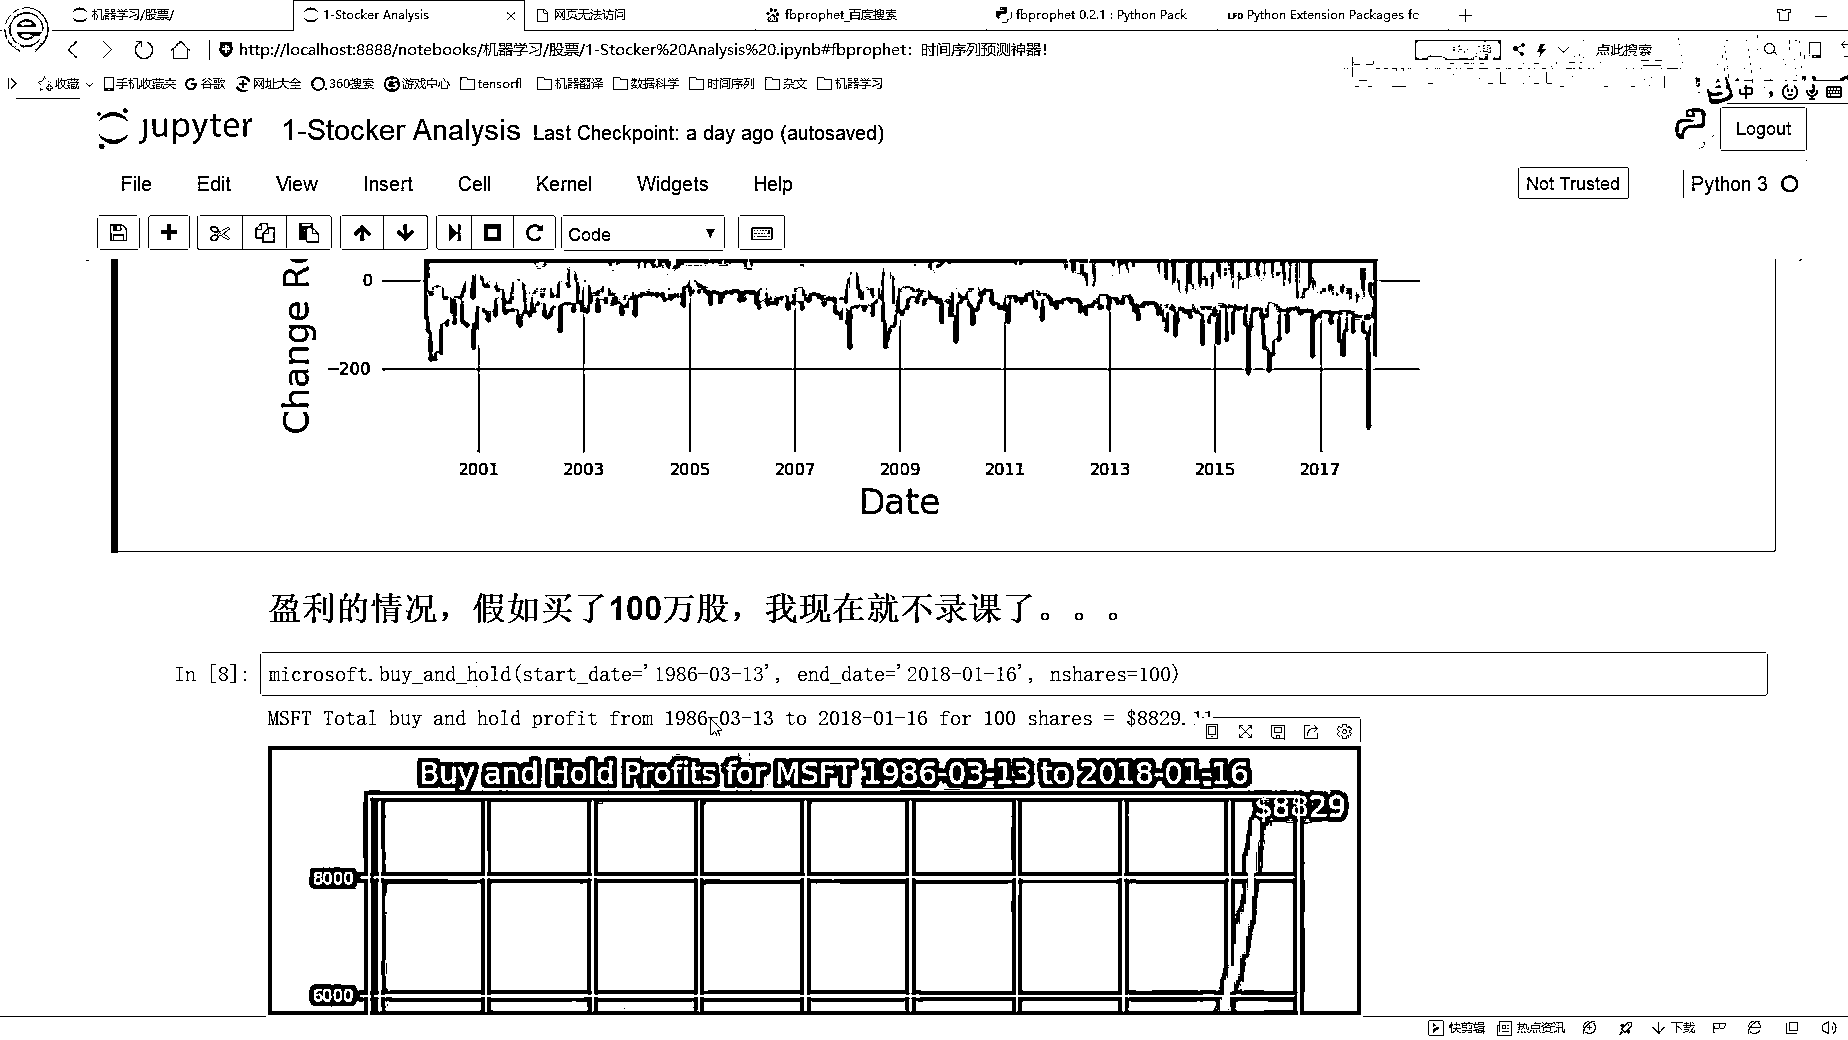 机器学习/股票/ 1-Stocker Analysis 网页无法访问 fbprophet_百度搜索 fbprophet 0.2.1 : Python Pack LFD Python Extension Packages fc
http://localhost:8888/notebooks/机器学习/股票/1-Stocker%20Analysis%20.ipynb#fbprophet：时间序列预测神器! 点此搜索
收藏 手机收藏夹 谷歌 网址大全 360搜索 游戏中心 tensorfl 机器翻译 数据科学 时间序列 杂文 机器学习
中
jupyter 1-Stocker Analysis Last Checkpoint: a day ago (autosaved) Logout
File Edit View Insert Cell Kernel Widgets Help Not Trusted Python 3
Code
Change Re
0
-200
2001 2003 2005 2007 2009 2011 2013 2015 2017
Date
盈利的情况，假如买了100万股，我现在就不录课了。。。
In [8]: microsoft.buy_and_hold(start_date='1986-03-13', end_date='2018-01-16', nshares=100)
MSFT Total buy and hold profit from 1986-03-13 to 2018-01-16 for 100 shares = $8829.
Buy and Hold Profits for MSFT 1986-03-13 to 2018-01-16
$8829
8000
6000
快剪辑 热点资讯 下载